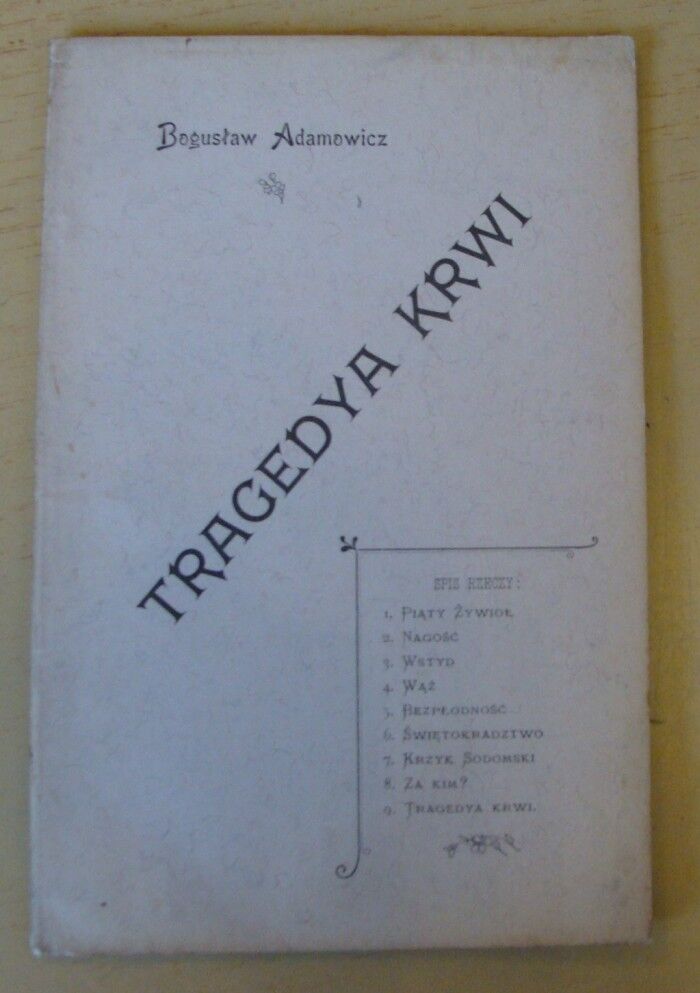 Bogusław Adamowicz
TRAGEDYA KRWI
SPIS RZECZY:
1. Piąty Żywioł
2. Nagość
3. Wstyd
4. Wąż
5. Bezpłodność
6. Świętokradztwo
7. Krzyk Sodomski
8. Za kim?
9. Tragedya krwi.